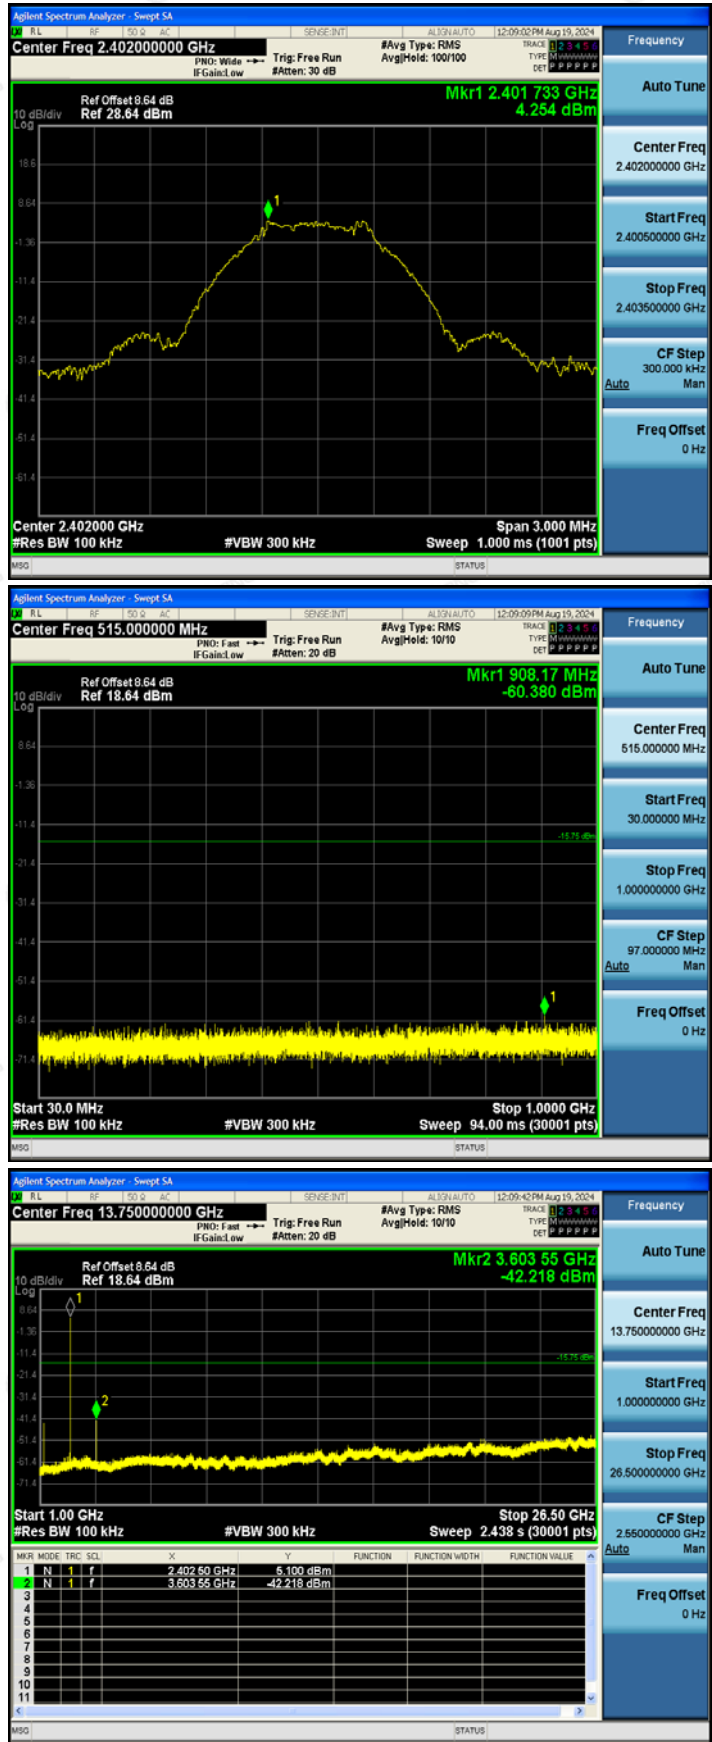 Agilent Spectrum Analyzer - Swept SA
RL RF 50 Ω AC SENSE:INT ALIGNAUTO 12:09:02 PM Aug 19, 2024
Center Freq 2.402000000 GHz
PNO: Wide
IFGain:Low
Trig: Free Run
#Atten: 30 dB
#Avg Type: RMS
Avg|Hold: 100/100
TRACE 1 2 3 4 5 6
TYPE
DET P P P P P P
Frequency
Ref Offset 8.64 dB
Ref 28.64 dBm
10 dB/div
Log
Mkr1 2.401 733 GHz
4.254 dBm
18.6
8.64
-1.36
-11.4
-21.4
-31.4
-41.4
-51.4
-61.4
1
Center 2.402000 GHz
#Res BW 100 kHz
#VBW 300 kHz
Span 3.000 MHz
Sweep 1.000 ms (1001 pts)
Auto Tune
Center Freq
2.402000000 GHz
Start Freq
2.400500000 GHz
Stop Freq
2.403500000 GHz
CF Step
300.000 kHz
Auto Man
Freq Offset
0 Hz
MSG STATUS
Agilent Spectrum Analyzer - Swept SA
RL RF 50 Ω AC SENSE:INT ALIGNAUTO 12:09:09 PM Aug 19, 2024
Center Freq 515.000000 MHz
PNO: Fast
IFGain:Low
Trig: Free Run
#Atten: 20 dB
#Avg Type: RMS
Avg|Hold: 10/10
TRACE 1 2 3 4 5 6
TYPE
DET P P P P P P
Frequency
Ref Offset 8.64 dB
Ref 18.64 dBm
10 dB/div
Log
Mkr1 908.17 MHz
-60.380 dBm
8.64
-1.36
-11.4
-21.4
-31.4
-41.4
-51.4
-61.4
-71.4
-15.75 dBm
1
Start 30.0 MHz
#Res BW 100 kHz
#VBW 300 kHz
Stop 1.0000 GHz
Sweep 94.00 ms (30001 pts)
Auto Tune
Center Freq
515.000000 MHz
Start Freq
30.000000 MHz
Stop Freq
1.000000000 GHz
CF Step
97.000000 MHz
Auto Man
Freq Offset
0 Hz
MSG STATUS
Agilent Spectrum Analyzer - Swept SA
RL RF 50 Ω AC SENSE:INT ALIGNAUTO 12:09:42 PM Aug 19, 2024
Center Freq 13.750000000 GHz
PNO: Fast
IFGain:Low
Trig: Free Run
#Atten: 20 dB
#Avg Type: RMS
Avg|Hold: 10/10
TRACE 1 2 3 4 5 6
TYPE
DET P P P P P P
Frequency
Ref Offset 8.64 dB
Ref 18.64 dBm
10 dB/div
Log
Mkr2 3.603 55 GHz
-42.218 dBm
8.64
-1.36
-11.4
-21.4
-31.4
-41.4
-51.4
-61.4
-71.4
-15.75 dBm
1
2
Start 1.00 GHz
#Res BW 100 kHz
#VBW 300 kHz
Stop 26.50 GHz
Sweep 2.438 s (30001 pts)
MKR MODE TRC SCL X Y FUNCTION FUNCTION WIDTH FUNCTION VALUE
1 N 1 f 2.402 50 GHz 5.100 dBm
2 N 1 f 3.603 55 GHz -42.218 dBm
3
4
5
6
7
8
9
10
11
Auto Tune
Center Freq
13.750000000 GHz
Start Freq
1.000000000 GHz
Stop Freq
26.500000000 GHz
CF Step
2.550000000 GHz
Auto Man
Freq Offset
0 Hz
MSG STATUS